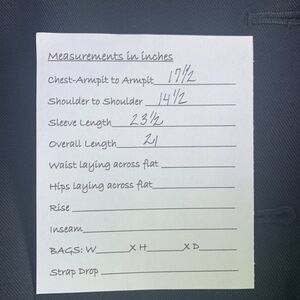 Measurements in inches
Chest-Armpit to Armpit 17 1/2
Shoulder to Shoulder 14 1/2
Sleeve Length 23 1/2
Overall Length 21
Waist laying across flat
Hips laying across flat
Rise
Inseam
BAGS: W X H X D
Strap Drop